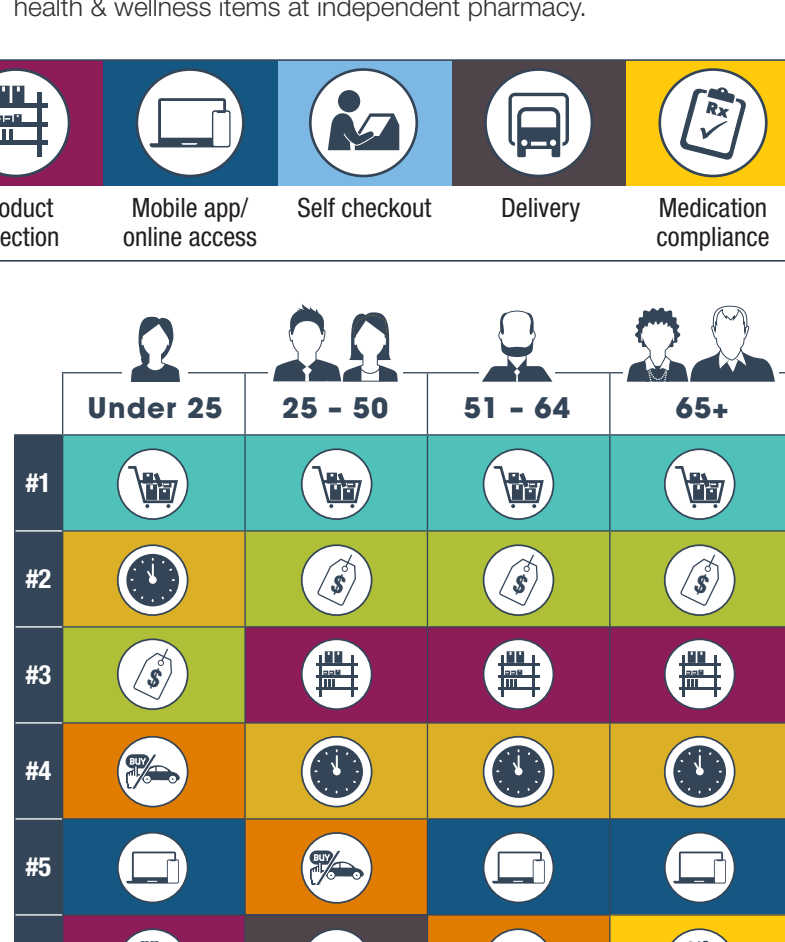 health & wellness items at independent pharmacy.
Rx
oduct
ection
Mobile app/
online access
Self checkout
Delivery
Medication
compliance
Under 25
25 - 50
51 - 64
65+
#1
#2
$
$
$
#3
$
#4
BUY
#5
BUY